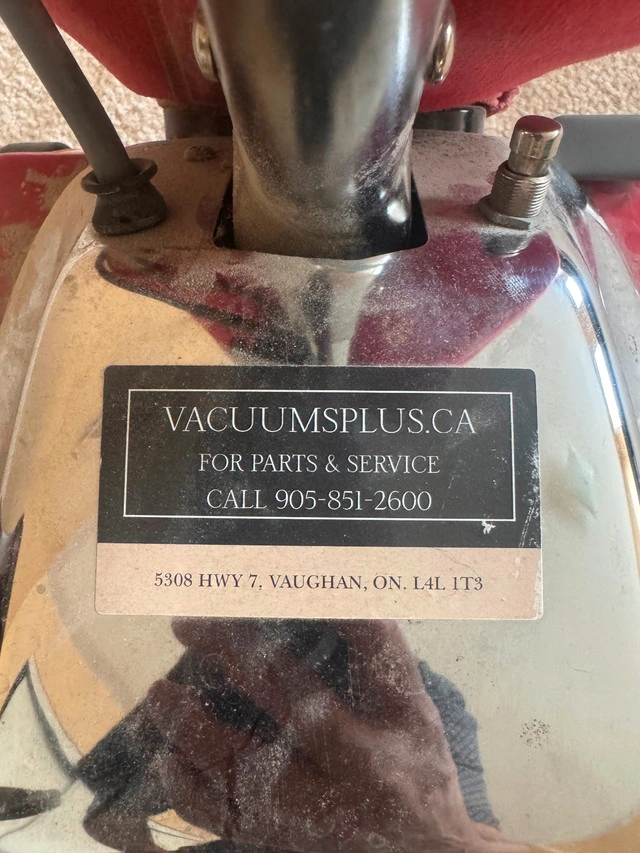 VACUUMSPLUS.CA
FOR PARTS & SERVICE
CALL 905-851-2600
5308 HWY 7, VAUGHAN, ON. L4L 1T3